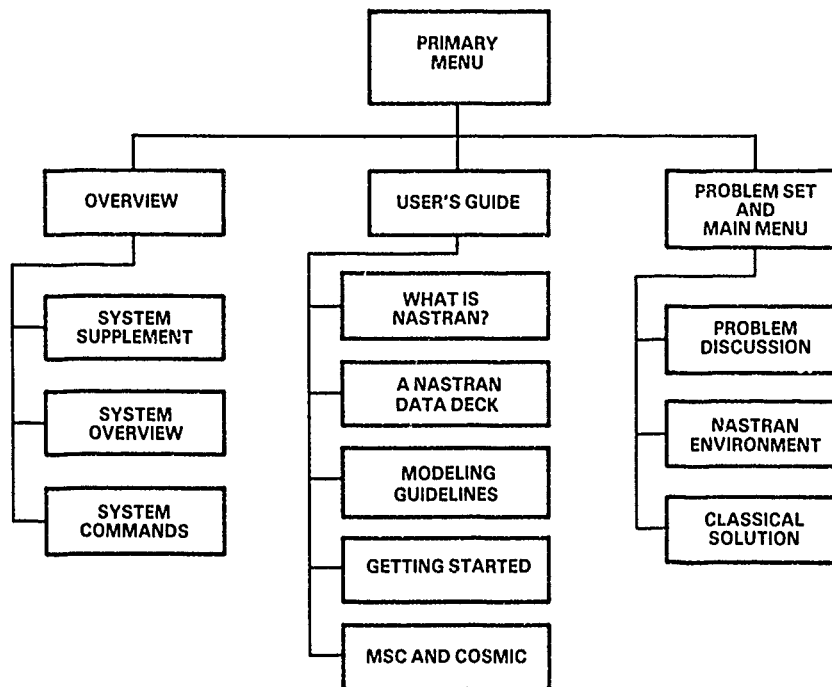 PRIMARY
MENU
OVERVIEW
SYSTEM
SUPPLEMENT
SYSTEM
OVERVIEW
SYSTEM
COMMANDS
USER'S GUIDE
WHAT IS
NASTRAN?
A NASTRAN
DATA DECK
MODELING
GUIDELINES
GETTING STARTED
MSC AND COSMIC
PROBLEM SET
AND
MAIN MENU
PROBLEM
DISCUSSION
NASTRAN
ENVIRONMENT
CLASSICAL
SOLUTION